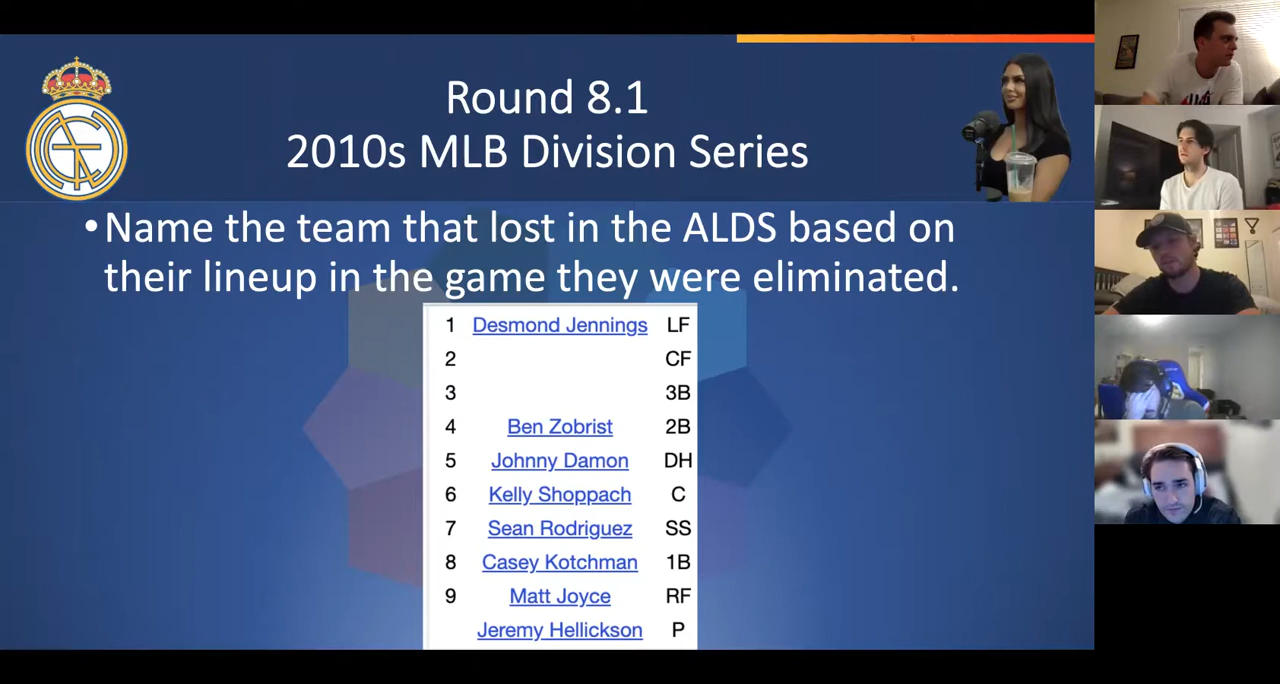 Round 8.1
2010s MLB Division Series
•Name the team that lost in the ALDS based on
their lineup in the game they were eliminated.
1 Desmond Jennings LF
2 CF
3 3B
4 Ben Zobrist 2B
5 Johnny Damon DH
6 Kelly Shoppach C
7 Sean Rodriguez SS
8 Casey Kotchman 1B
9 Matt Joyce RF
Jeremy Hellickson P